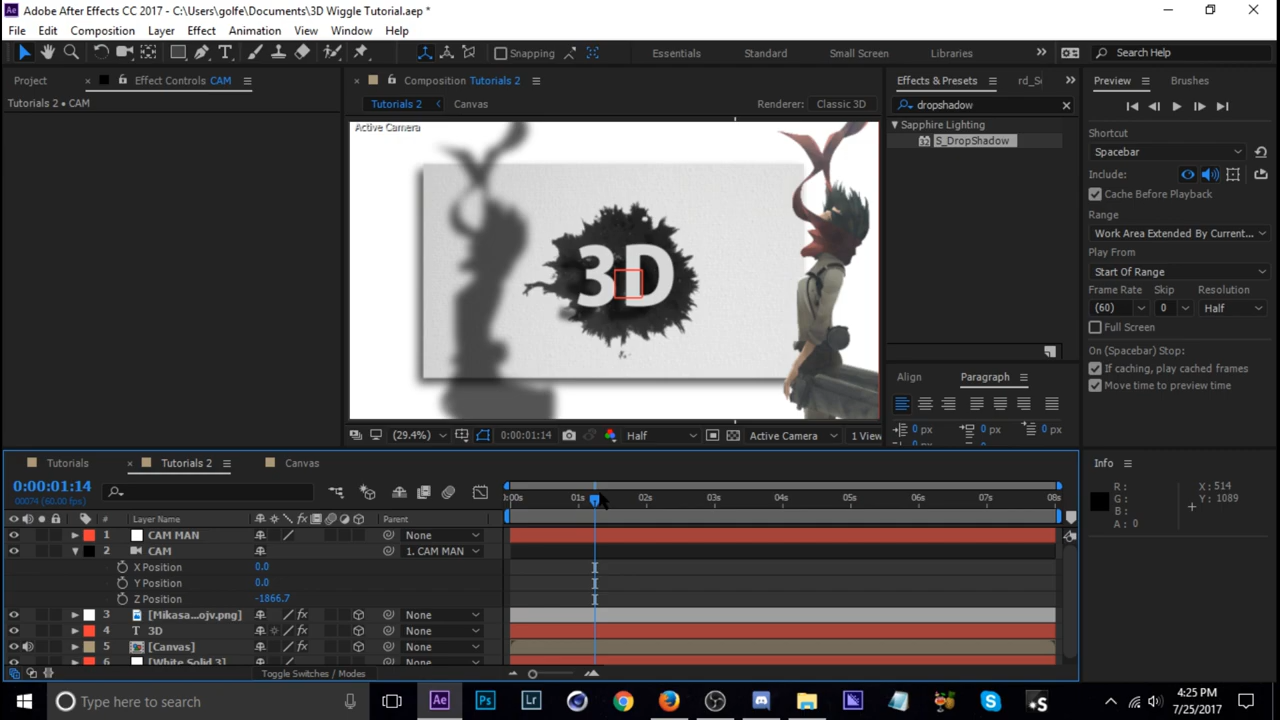 Ae Adobe After Effects CC 2017 - C:\Users\golfe\Documents\3D Wiggle Tutorial.aep *
File Edit Composition Layer Effect Animation View Window Help
Snapping Essentials Standard Small Screen Libraries Search Help
Project Effect Controls CAM Composition Tutorials 2 Effects & Presets Preview Brushes
Tutorials 2 • CAM Tutorials 2 Canvas Renderer: Classic 3D dropshadow
Active Camera
Sapphire Lighting
S_DropShadow
Shortcut
Spacebar
Include:
Cache Before Playback
Range
Work Area Extended By Current...
Play From
Start Of Range
Frame Rate Skip Resolution
(60) 0 Half
Full Screen
On (Spacebar) Stop:
If caching, play cached frames
Move time to preview time
3D
Align Paragraph
0 px 0 px 0 px
(29.4%) 0:00:01:14 Half Active Camera 1 View
Tutorials Tutorials 2 Canvas Info
0:00:01:14
00074 (60.00 fps)
01s 02s 03s 04s 05s 06s 07s 08s
R: X: 514
G: Y: 1089
B:
A: 0
# Layer Name Parent
1 CAM MAN None
2 CAM 1. CAM MAN
X Position 0.0
Y Position 0.0
Z Position -1866.7
3 [Mikasa...ojv.png] None
4 T 3D None
5 [Canvas] None
6 [White Solid 3] None
Toggle Switches / Modes
Type here to search Ae Ps Lr 4:25 PM
7/25/2017